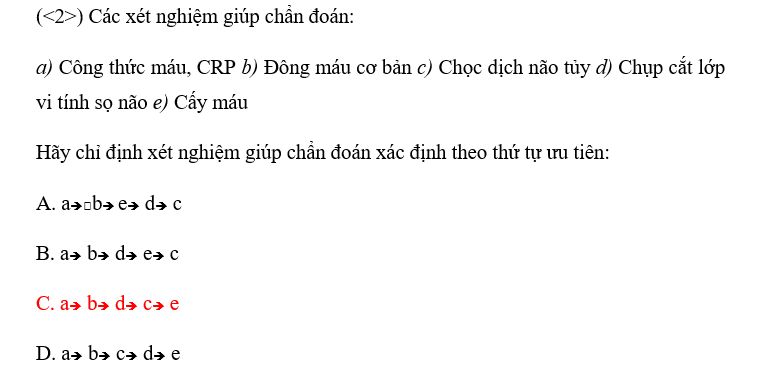 (<2>) Các xét nghiệm giúp chẩn đoán:
a) Công thức máu, CRP b) Đông máu cơ bản c) Chọc dịch não tủy d) Chụp cắt lớp
vi tính sọ não e) Cấy máu
Hãy chỉ định xét nghiệm giúp chẩn đoán xác định theo thứ tự ưu tiên:
A. a➔□b➔ e➔ d➔ c
B. a➔ b➔ d➔ e➔ c
C. a➔ b➔ d➔ c➔ e
D. a➔ b➔ c➔ d➔ e